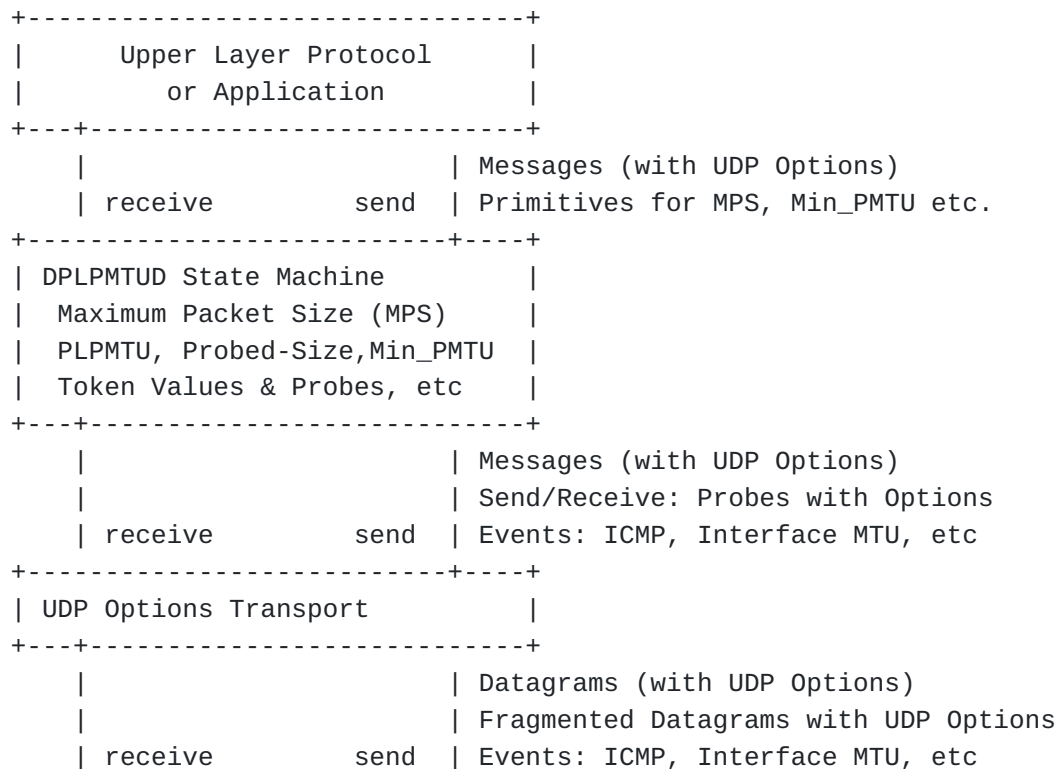 +--------------------------------+
|       Upper Layer Protocol      |
|          or Application         |
+---+----------------------------+
    |                       | Messages (with UDP Options)
    | receive         send  | Primitives for MPS, Min_PMTU etc.
+---------------------------+----+
| DPLPMTUD State Machine         |
|  Maximum Packet Size (MPS)     |
|  PLPMTU, Probed-Size,Min_PMTU  |
|  Token Values & Probes, etc    |
+---+----------------------------+
    |                       | Messages (with UDP Options)
    |                       | Send/Receive: Probes with Options
    | receive         send  | Events: ICMP, Interface MTU, etc
+---------------------------+----+
| UDP Options Transport          |
+---+----------------------------+
    |                       | Datagrams (with UDP Options)
    |                       | Fragmented Datagrams with UDP Options
    | receive         send  | Events: ICMP, Interface MTU, etc